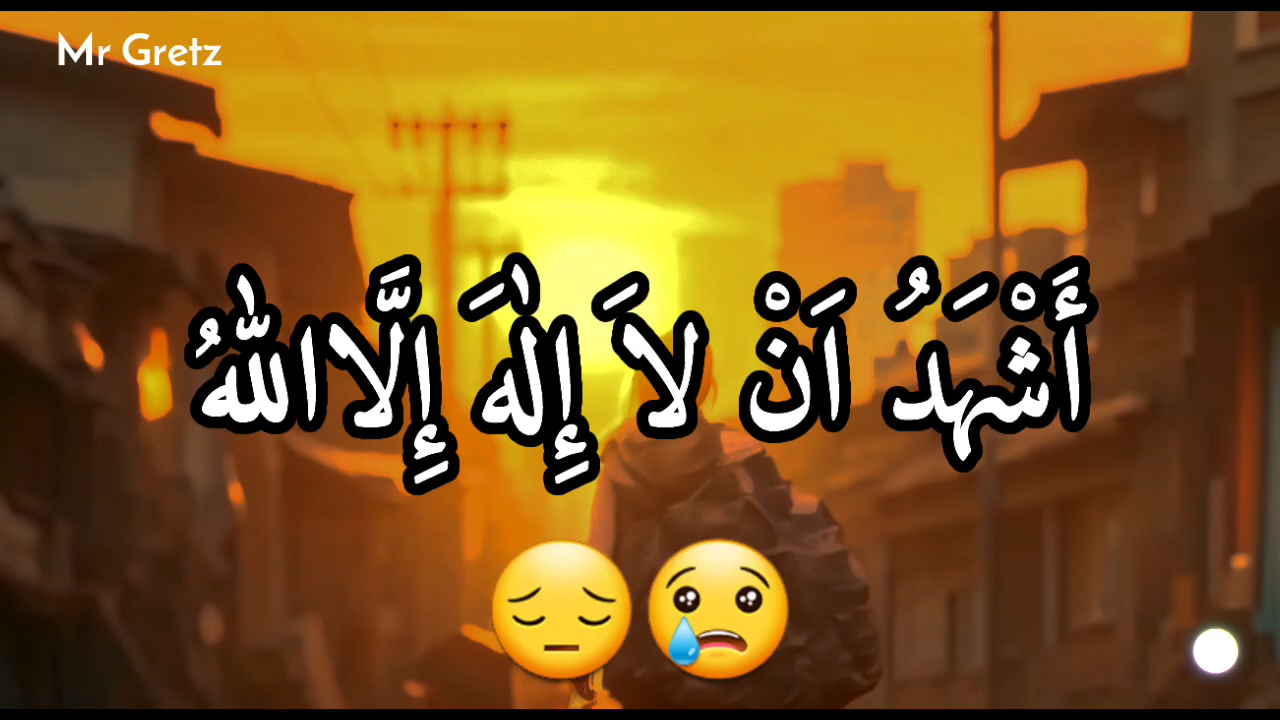 Mr Gretz
أَشْهَدُ اَنْ لاَ إِلٰهَ إِلَّااللّٰهُ